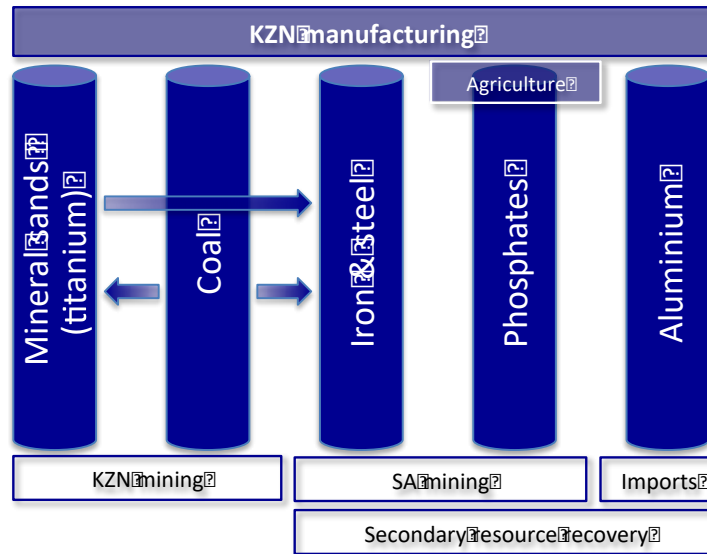 KZN manufacturing
Agriculture
Mineral sands
(titanium)
Coal
Iron & steel
Phosphates
Aluminium
KZN mining
SA mining
Imports
Secondary resource recovery